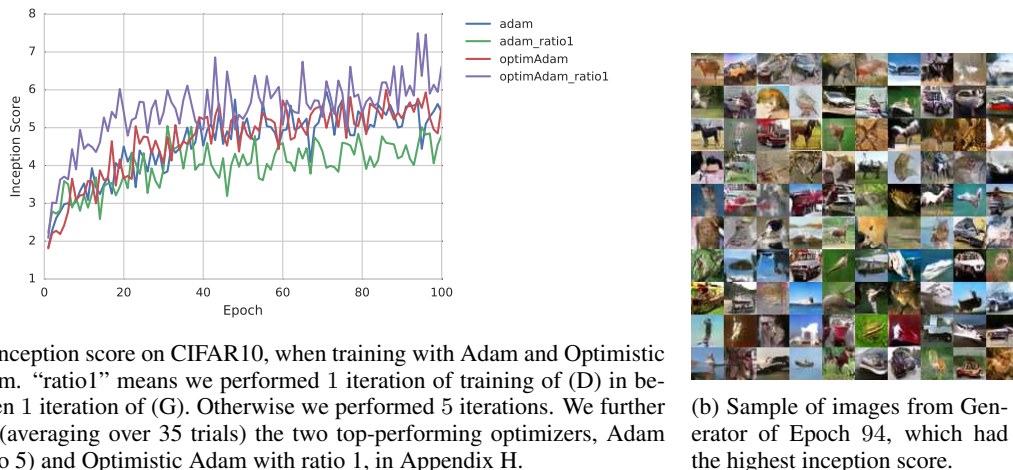 8
7
6
5
4
3
2
1
Inception Score
0
20
40
60
80
100
Epoch
adam
adam_ratio1
optimAdam
optimAdam_ratio1
nception score on CIFAR10, when training with Adam and Optimistic
m. “ratio1” means we performed 1 iteration of training of (D) in be-
en 1 iteration of (G). Otherwise we performed 5 iterations. We further
(averaging over 35 trials) the two top-performing optimizers, Adam
o 5) and Optimistic Adam with ratio 1, in Appendix H.
(b) Sample of images from Gen-
erator of Epoch 94, which had
the highest inception score.